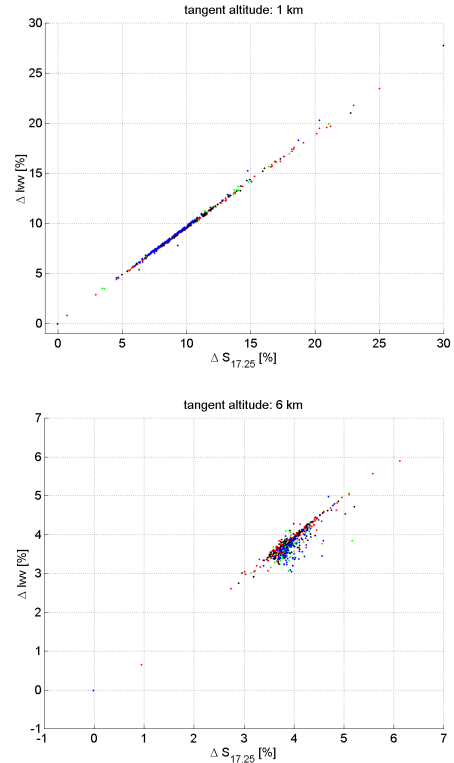 tangent altitude: 1 km
30
25
20
15
10
5
0
Δ Iwv [%]
0 5 10 15 20 25 30
Δ S17.25 [%]
tangent altitude: 6 km
7
6
5
4
3
2
1
0
-1
Δ Iwv [%]
-1 0 1 2 3 4 5 6 7
Δ S17.25 [%]